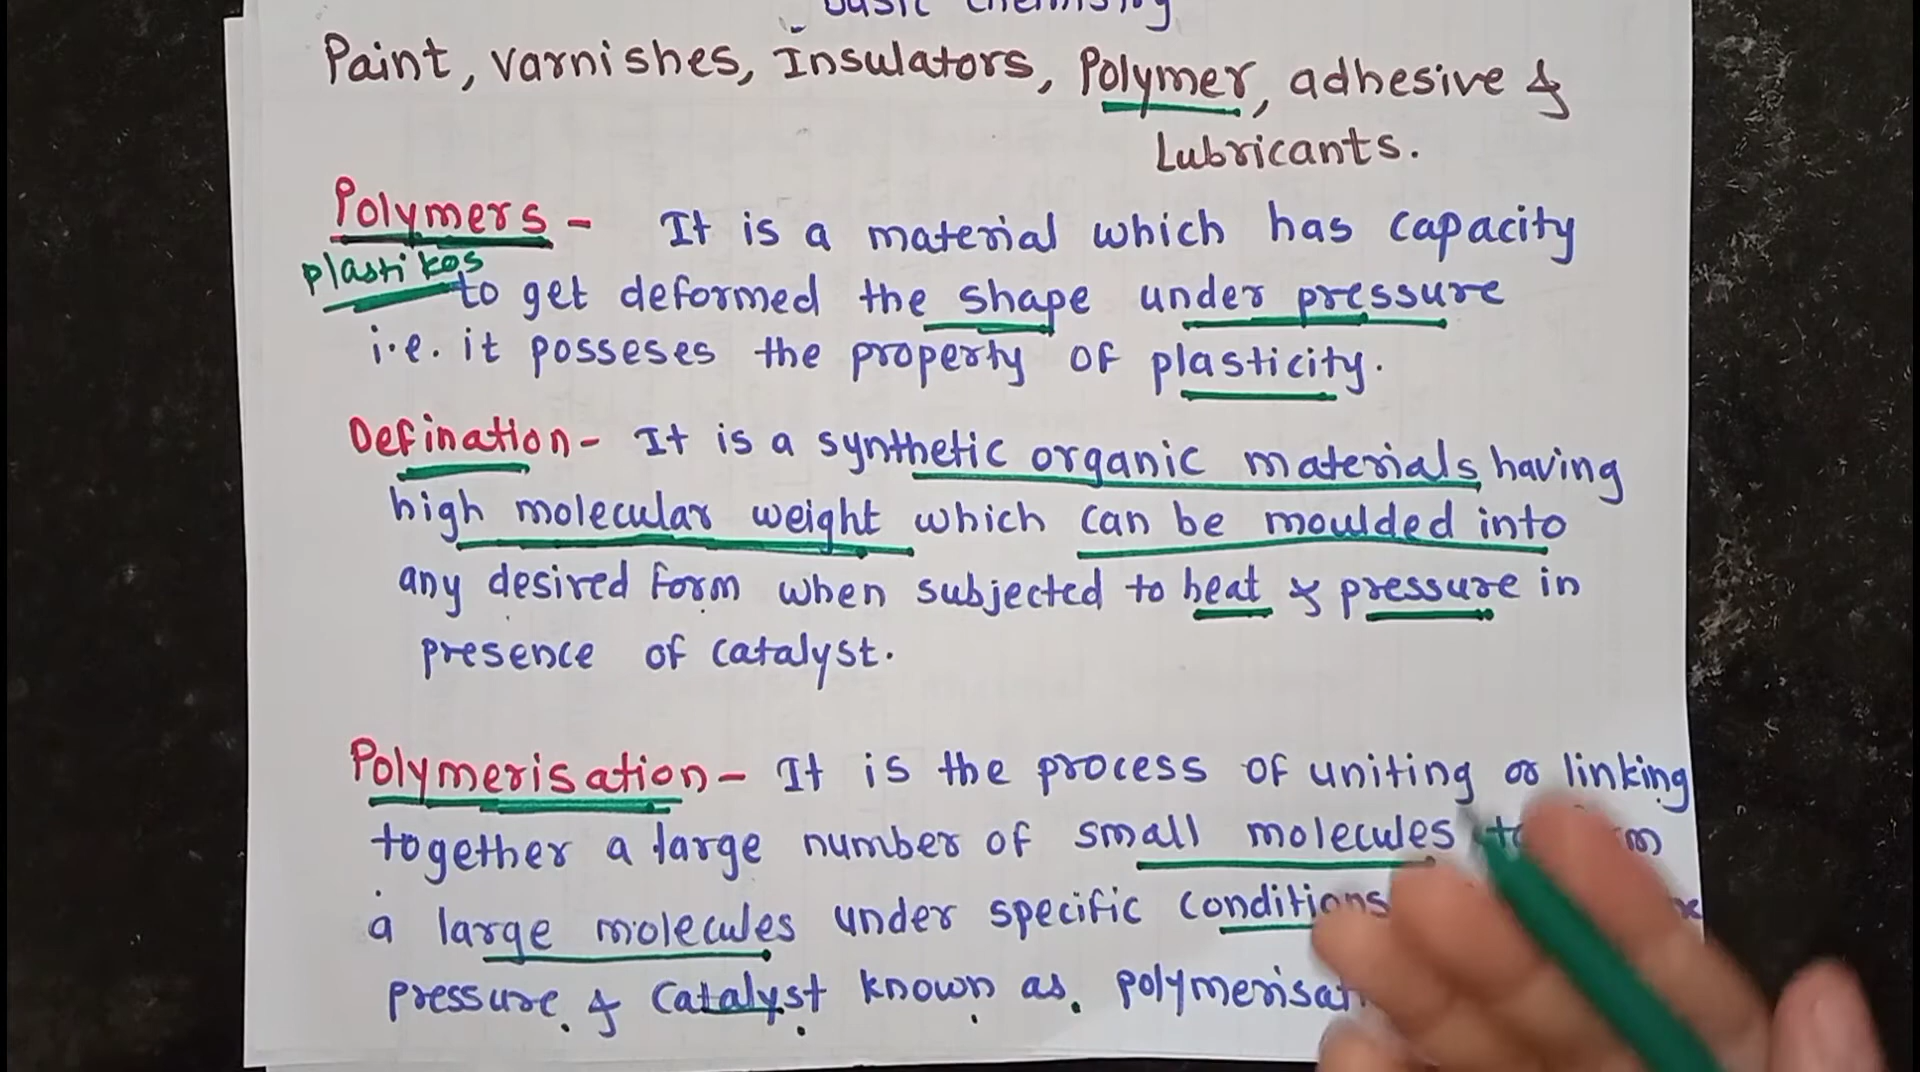 Basic Chemistry
Paint, varnishes, Insulators, Polymer, adhesive &
Lubricants.
Polymers - It is a material which has capacity
plastikos
to get deformed the shape under pressure
i.e. it posseses the property of plasticity.
Defination - It is a synthetic organic materials having
high molecular weight which can be moulded into
any desired form when subjected to heat & pressure in
presence of catalyst.
Polymerisation - It is the process of uniting or linking
together a large number of small molecules
a large molecules under specific conditions
pressure & catalyst known as polymerisat